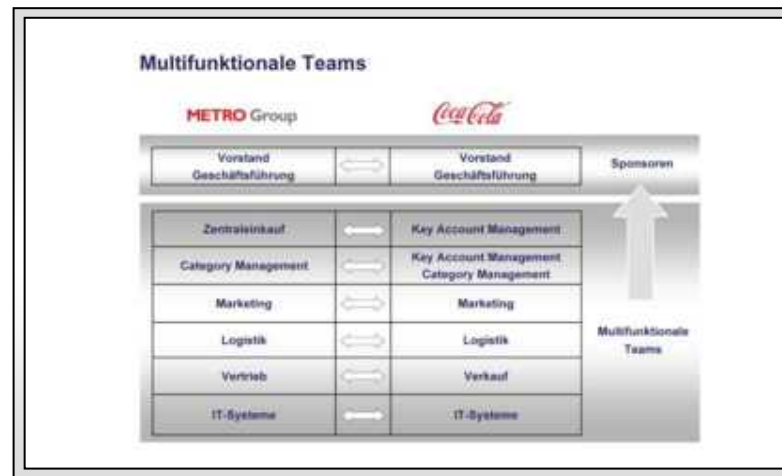 Multifunktionale Teams
METRO Group
Coca Cola
Vorstand
Geschäftsführung
Vorstand
Geschäftsführung
Sponsoren
Zentraleinkauf
Key Account Management
Category Management
Key Account Management
Category Management
Marketing
Marketing
Logistik
Logistik
Multifunktionale
Teams
Vertrieb
Verkauf
IT-Systeme
IT-Systeme